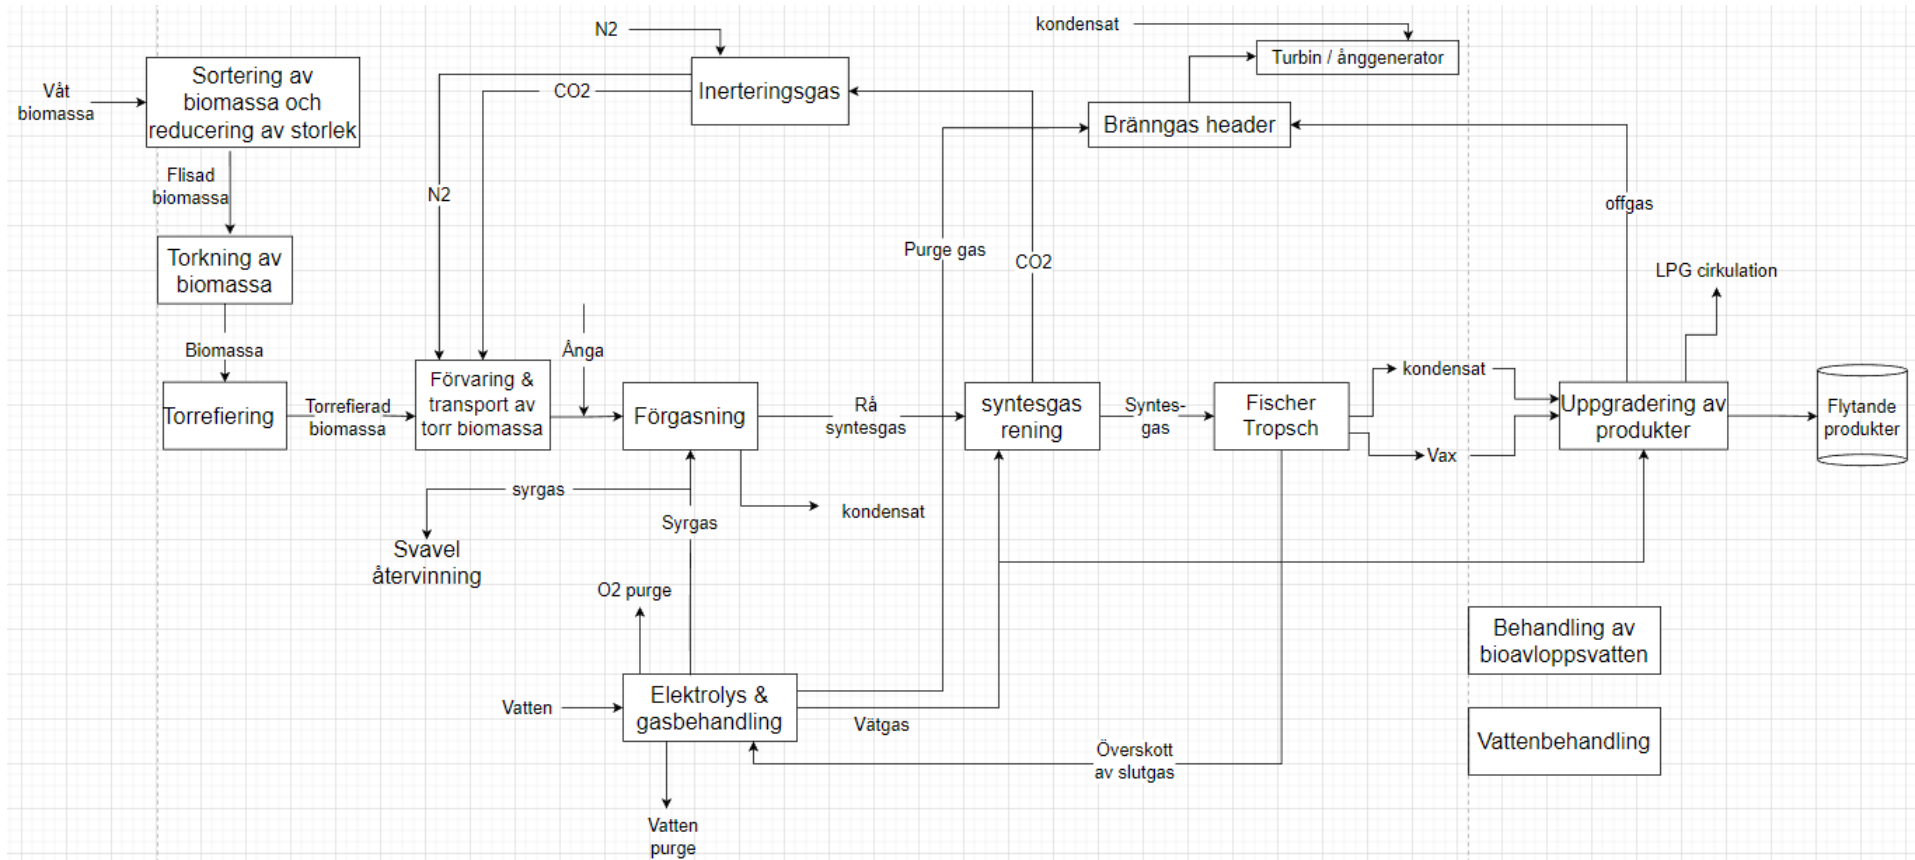 kondensat
N2
Turbin / ånggenerator
Sortering av
biomassa och
reducering av storlek
Våt
biomassa
CO2
Inerteringsgas
Bränngas header
Flisad
biomassa
N2
offgas
Torkning av
biomassa
Purge gas
CO2
LPG cirkulation
Biomassa
Ånga
Torrefiering
Torrefierad
biomassa
Förvaring &
transport av
torr biomassa
Förgasning
Rå
syntesgas
syntesgas
rening
Syntes-
gas
Fischer
Tropsch
kondensat
Vax
Uppgradering av
produkter
Flytande
produkter
syrgas
Syrgas
kondensat
Svavel
återvinning
O2 purge
Behandling av
bioavloppsvatten
Vatten
Elektrolys &
gasbehandling
Vätgas
Vattenbehandling
Överskott
av slutgas
Vatten
purge